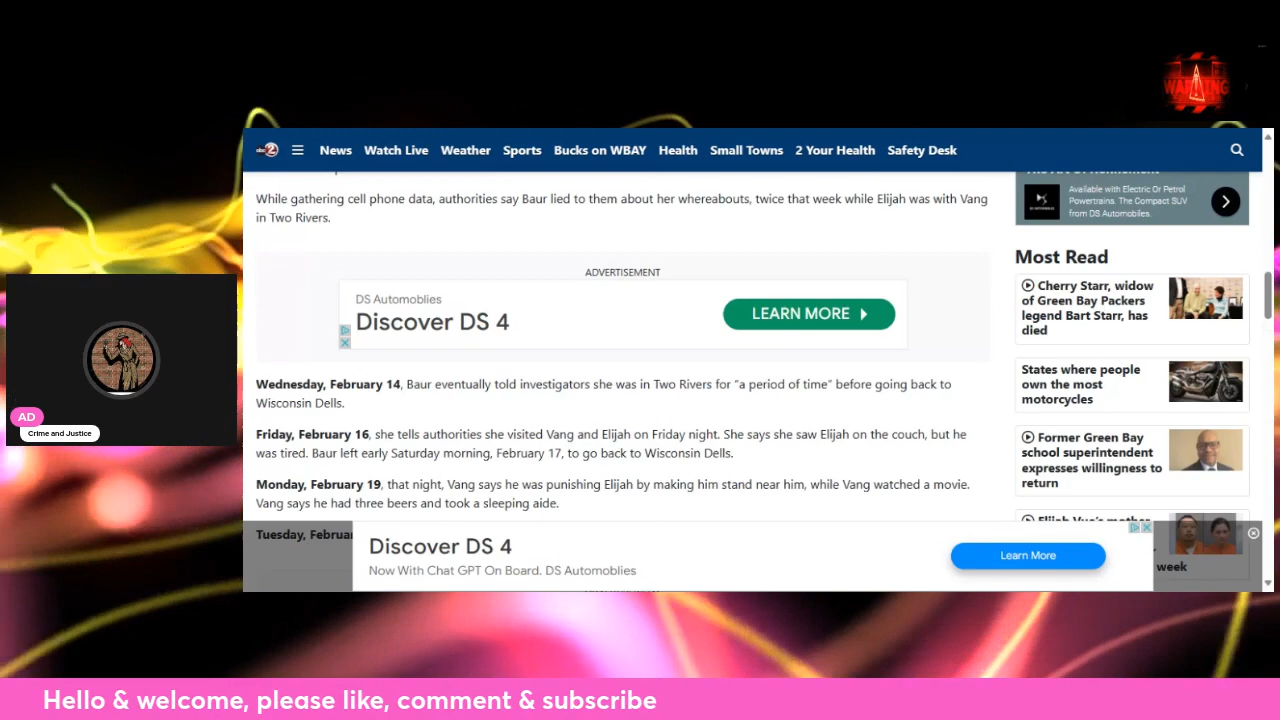 WARNING
abc 2
News Watch Live Weather Sports Bucks on WBAY Health Small Towns 2 Your Health Safety Desk
While gathering cell phone data, authorities say Baur lied to them about her whereabouts, twice that week while Elijah was with Vang
in Two Rivers.
ADVERTISEMENT
DS Automoblies
Discover DS 4
LEARN MORE
Wednesday, February 14, Baur eventually told investigators she was in Two Rivers for “a period of time” before going back to
Wisconsin Dells.
Friday, February 16, she tells authorities she visited Vang and Elijah on Friday night. She says she saw Elijah on the couch, but he
was tired. Baur left early Saturday morning, February 17, to go back to Wisconsin Dells.
Monday, February 19, that night, Vang says he was punishing Elijah by making him stand near him, while Vang watched a movie.
Vang says he had three beers and took a sleeping aide.
Tuesday, Februar
Discover DS 4
Now With Chat GPT On Board. DS Automoblies
Learn More
Available with Electric Or Petrol
Powertrains. The Compact SUV
from DS Automobiles.
Most Read
Cherry Starr, widow
of Green Bay Packers
legend Bart Starr, has
died
States where people
own the most
motorcycles
Former Green Bay
school superintendent
expresses willingness to
return
Elijah Vue's mother
week
AD
Crime and Justice
Hello & welcome, please like, comment & subscribe